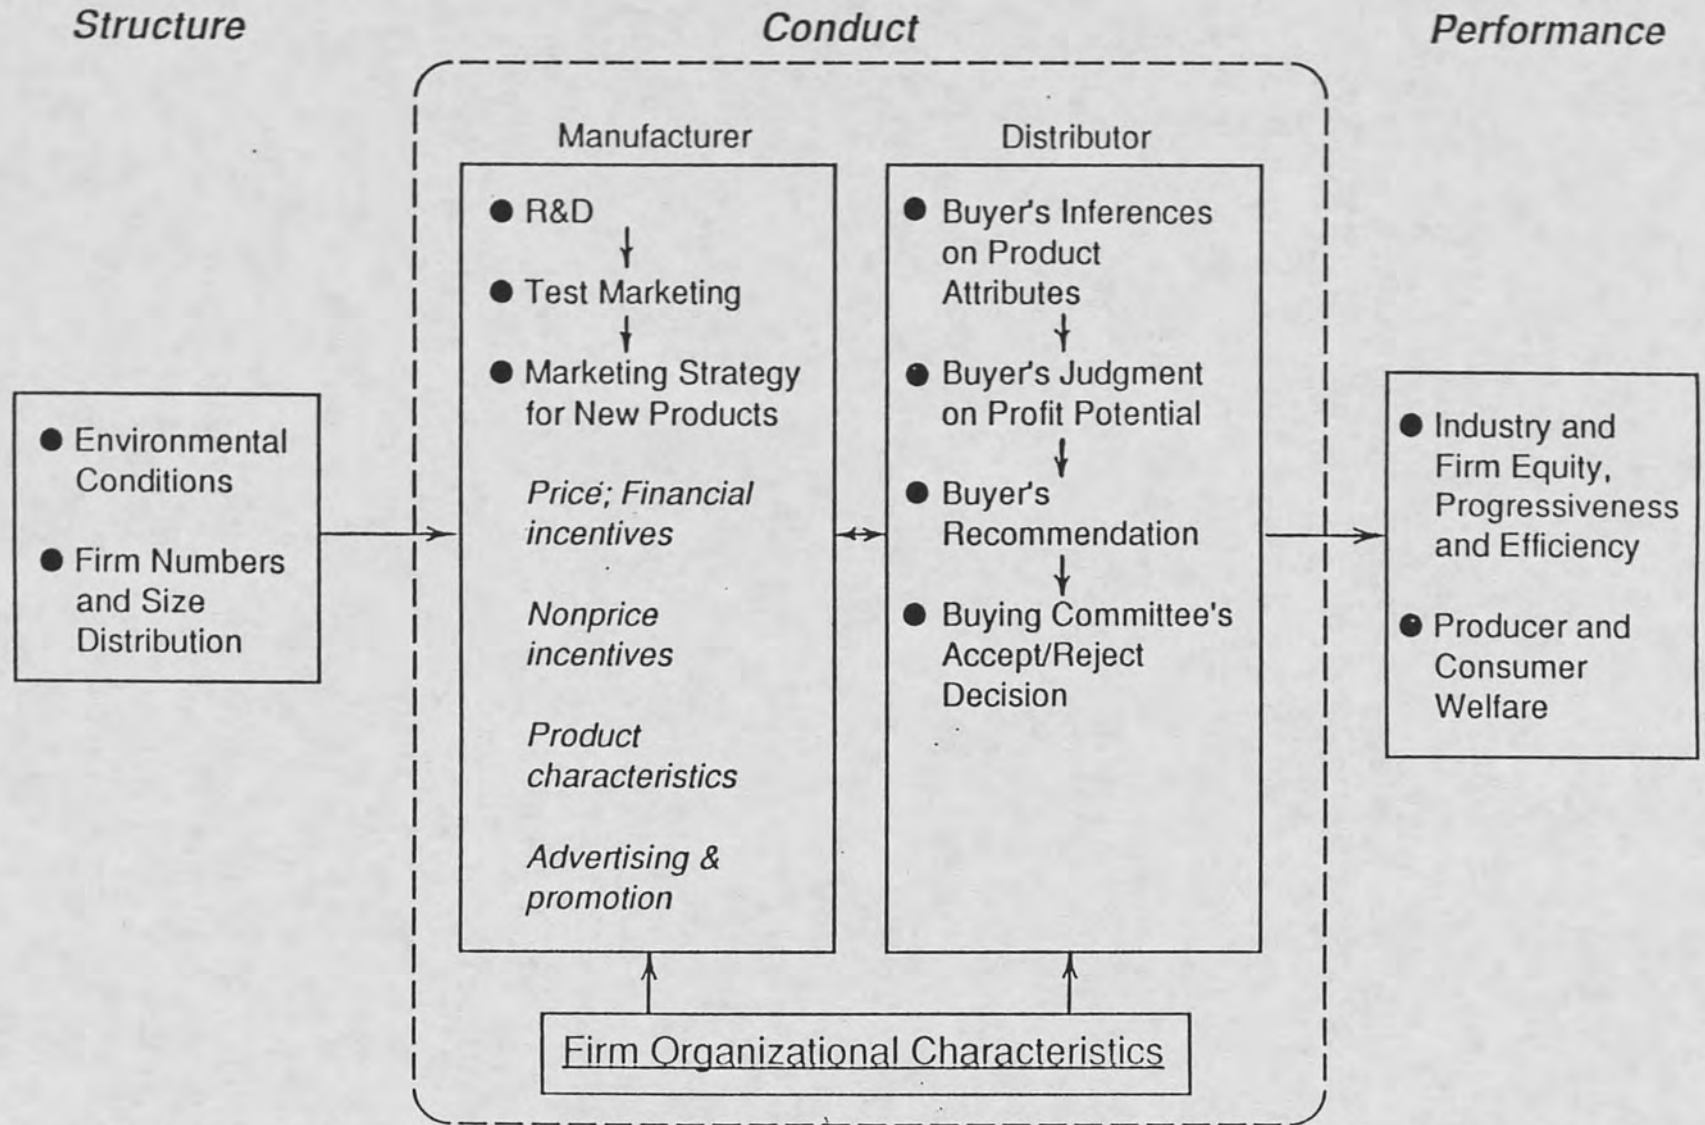 Structure
Conduct
Performance
Manufacturer
● R&D
● Test Marketing
● Marketing Strategy
for New Products
Price; Financial
incentives
Nonprice
incentives
Product
characteristics
Advertising &
promotion
Distributor
● Buyer's Inferences
on Product
Attributes
● Buyer's Judgment
on Profit Potential
● Buyer's
Recommendation
● Buying Committee's
Accept/Reject
Decision
● Environmental
Conditions
● Firm Numbers
and Size
Distribution
● Industry and
Firm Equity,
Progressiveness
and Efficiency
● Producer and
Consumer
Welfare
Firm Organizational Characteristics